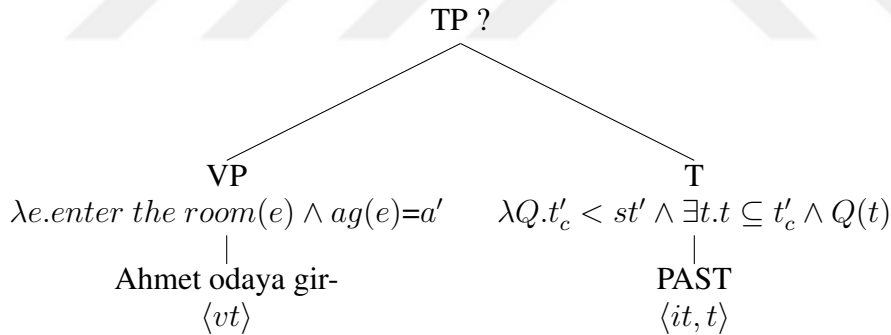 TP ?
VP T
λe.enter the room(e) ∧ ag(e)=a′ λQ.t′c < st′ ∧ ∃t.t ⊆ t′c ∧ Q(t)
Ahmet odaya gir- PAST
⟨vt⟩ ⟨it, t⟩